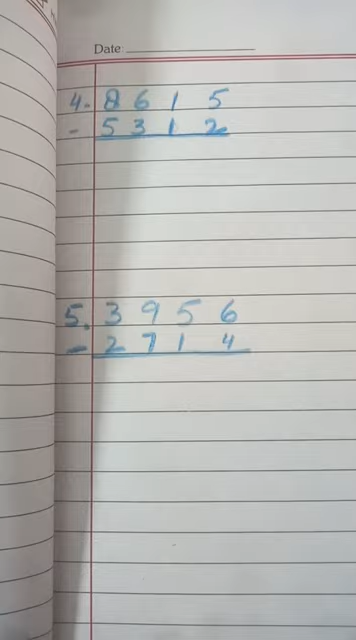 Date
4. 8 6 1 5
- 5 3 1 2
5. 3 9 5 6
- 2 7 1 4